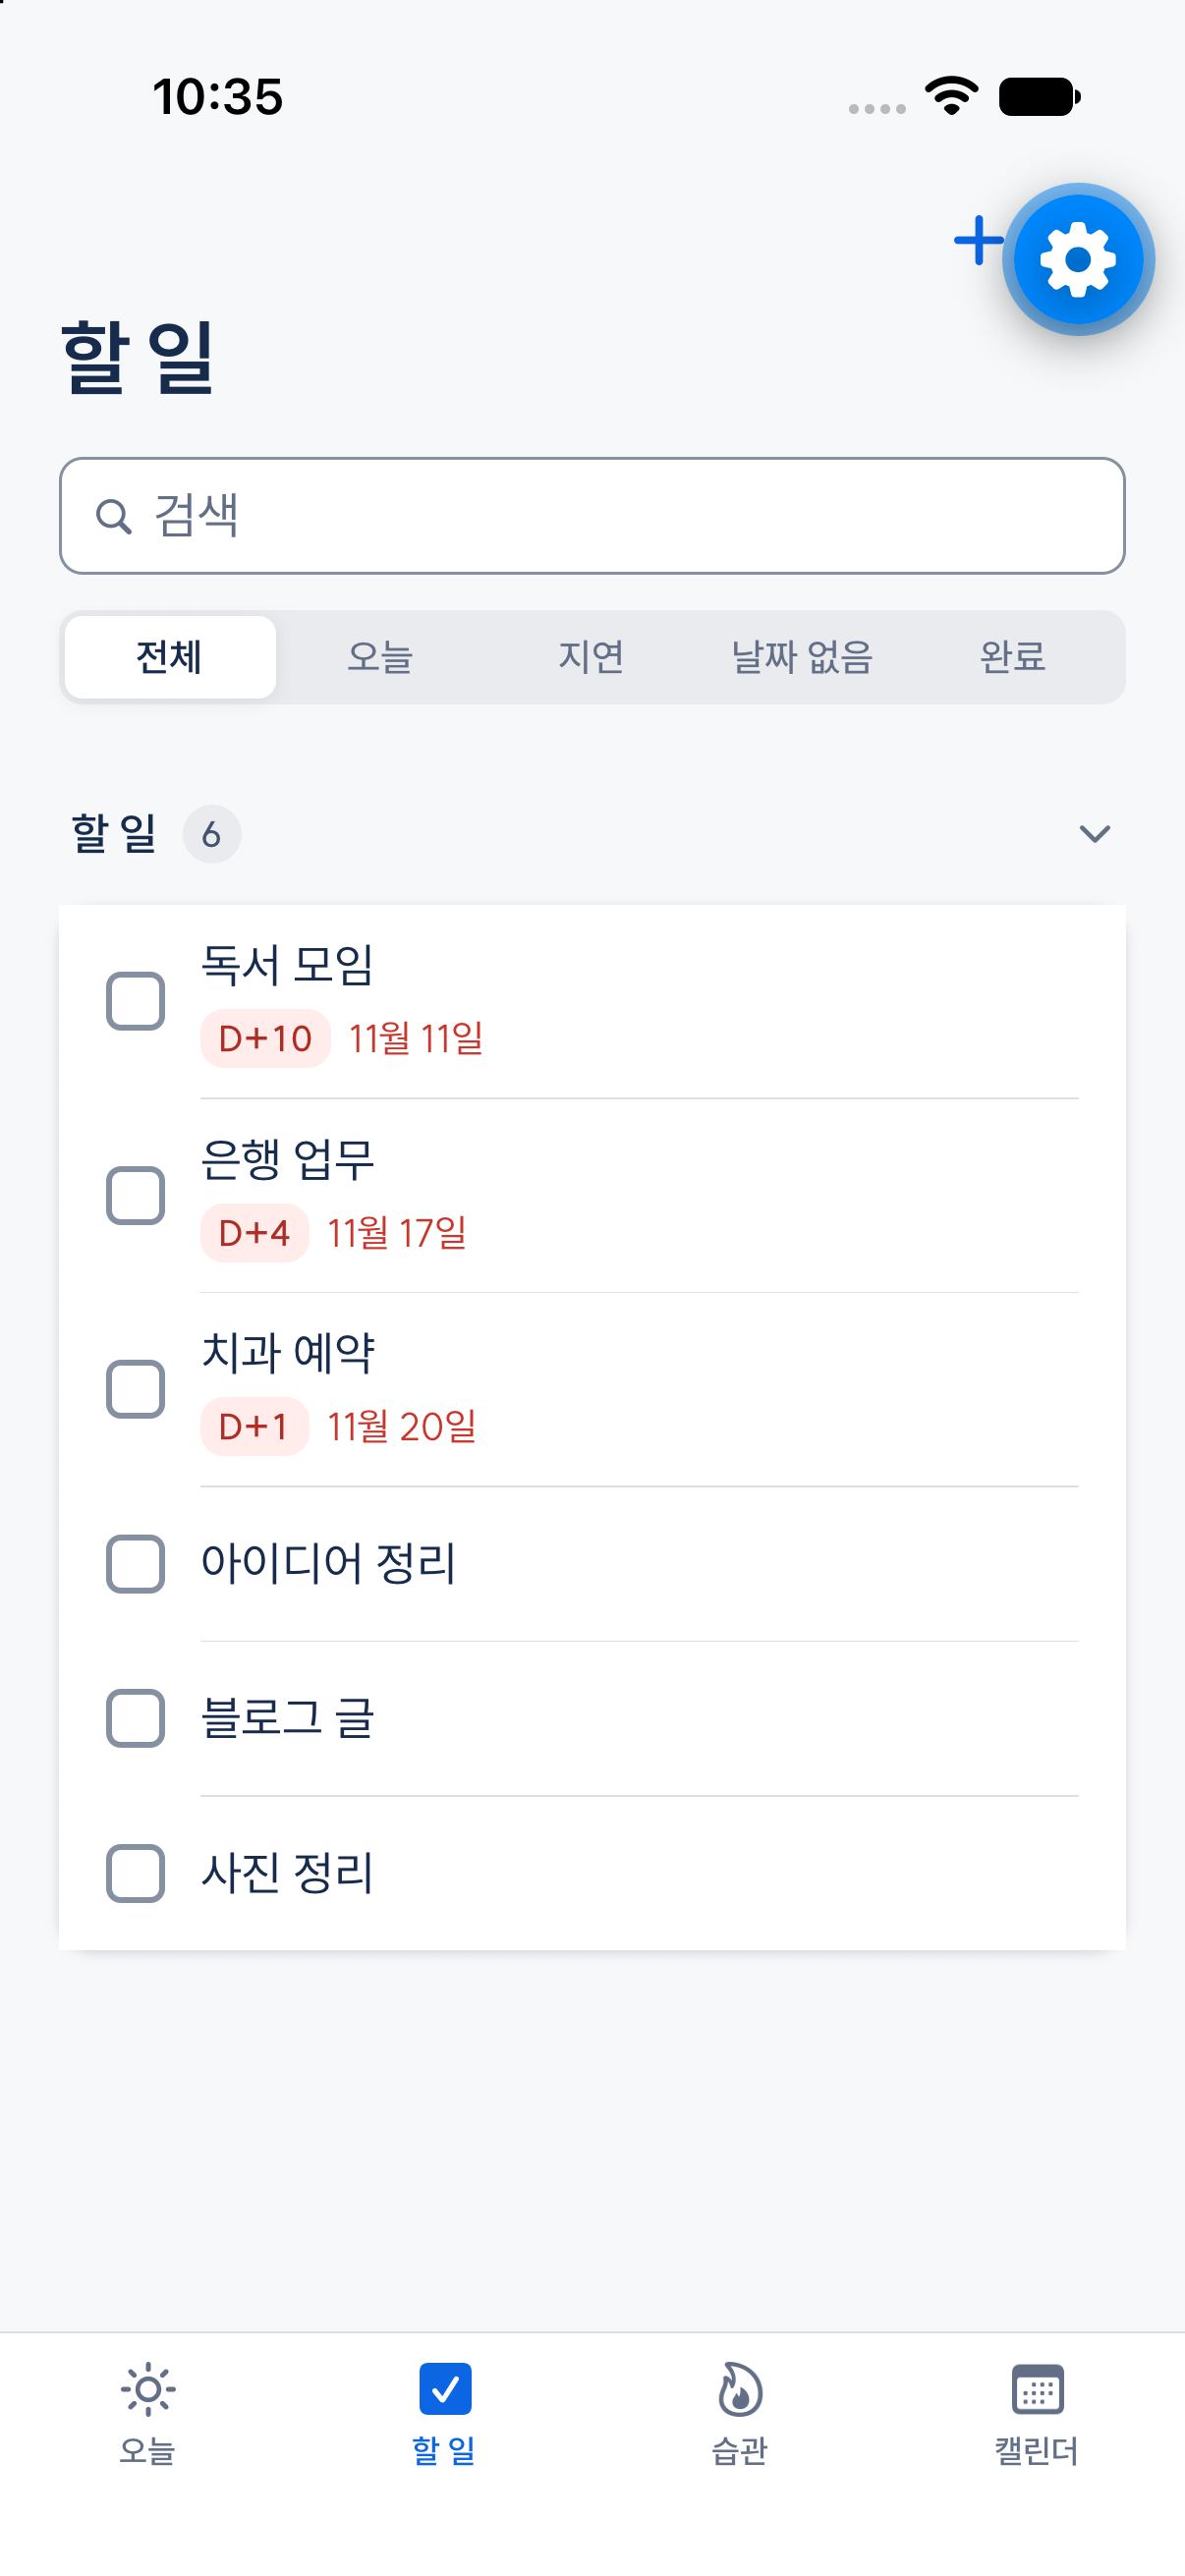 10:35
할 일
검색
전체 오늘 지연 날짜 없음 완료
할 일 6
독서 모임
D+10 11월 11일
은행 업무
D+4 11월 17일
치과 예약
D+1 11월 20일
아이디어 정리
블로그 글
사진 정리
오늘 할 일 습관 캘린더